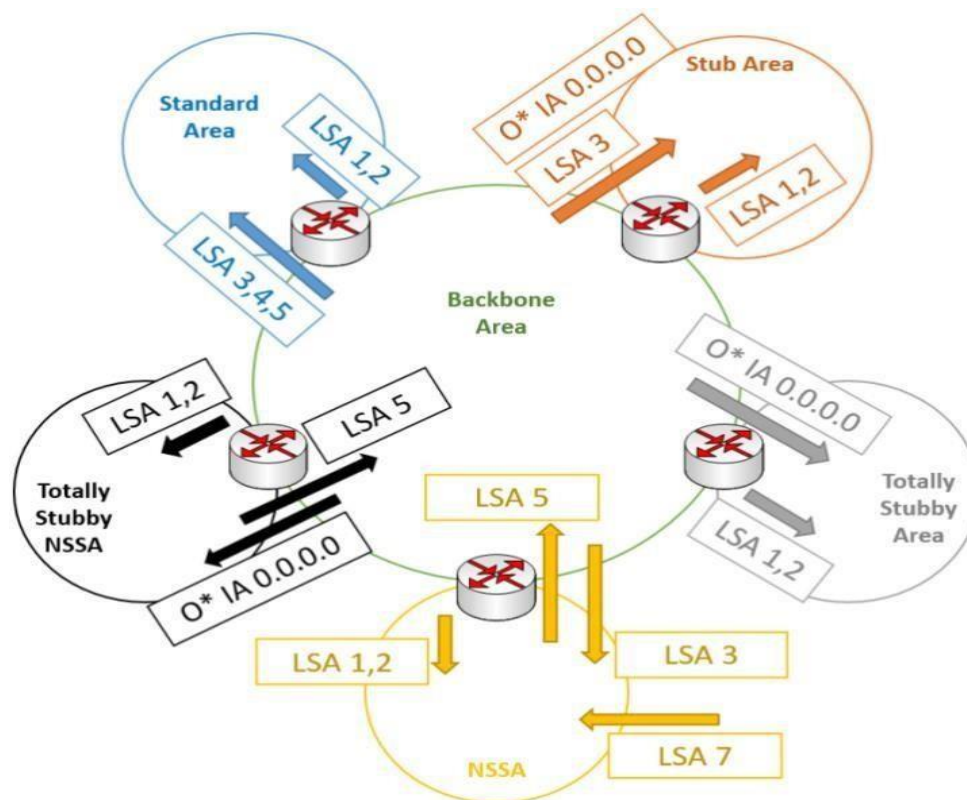 Standard
Area
LSA 1,2
LSA 3,4,5
O* IA 0.0.0.0
LSA 3
Stub Area
LSA 1,2
Backbone
Area
O* IA 0.0.0.0
LSA 1,2
Totally
Stubby
Area
LSA 1,2
LSA 5
Totally
Stubby
NSSA
O* IA 0.0.0.0
LSA 5
LSA 1,2
LSA 3
LSA 7
NSSA